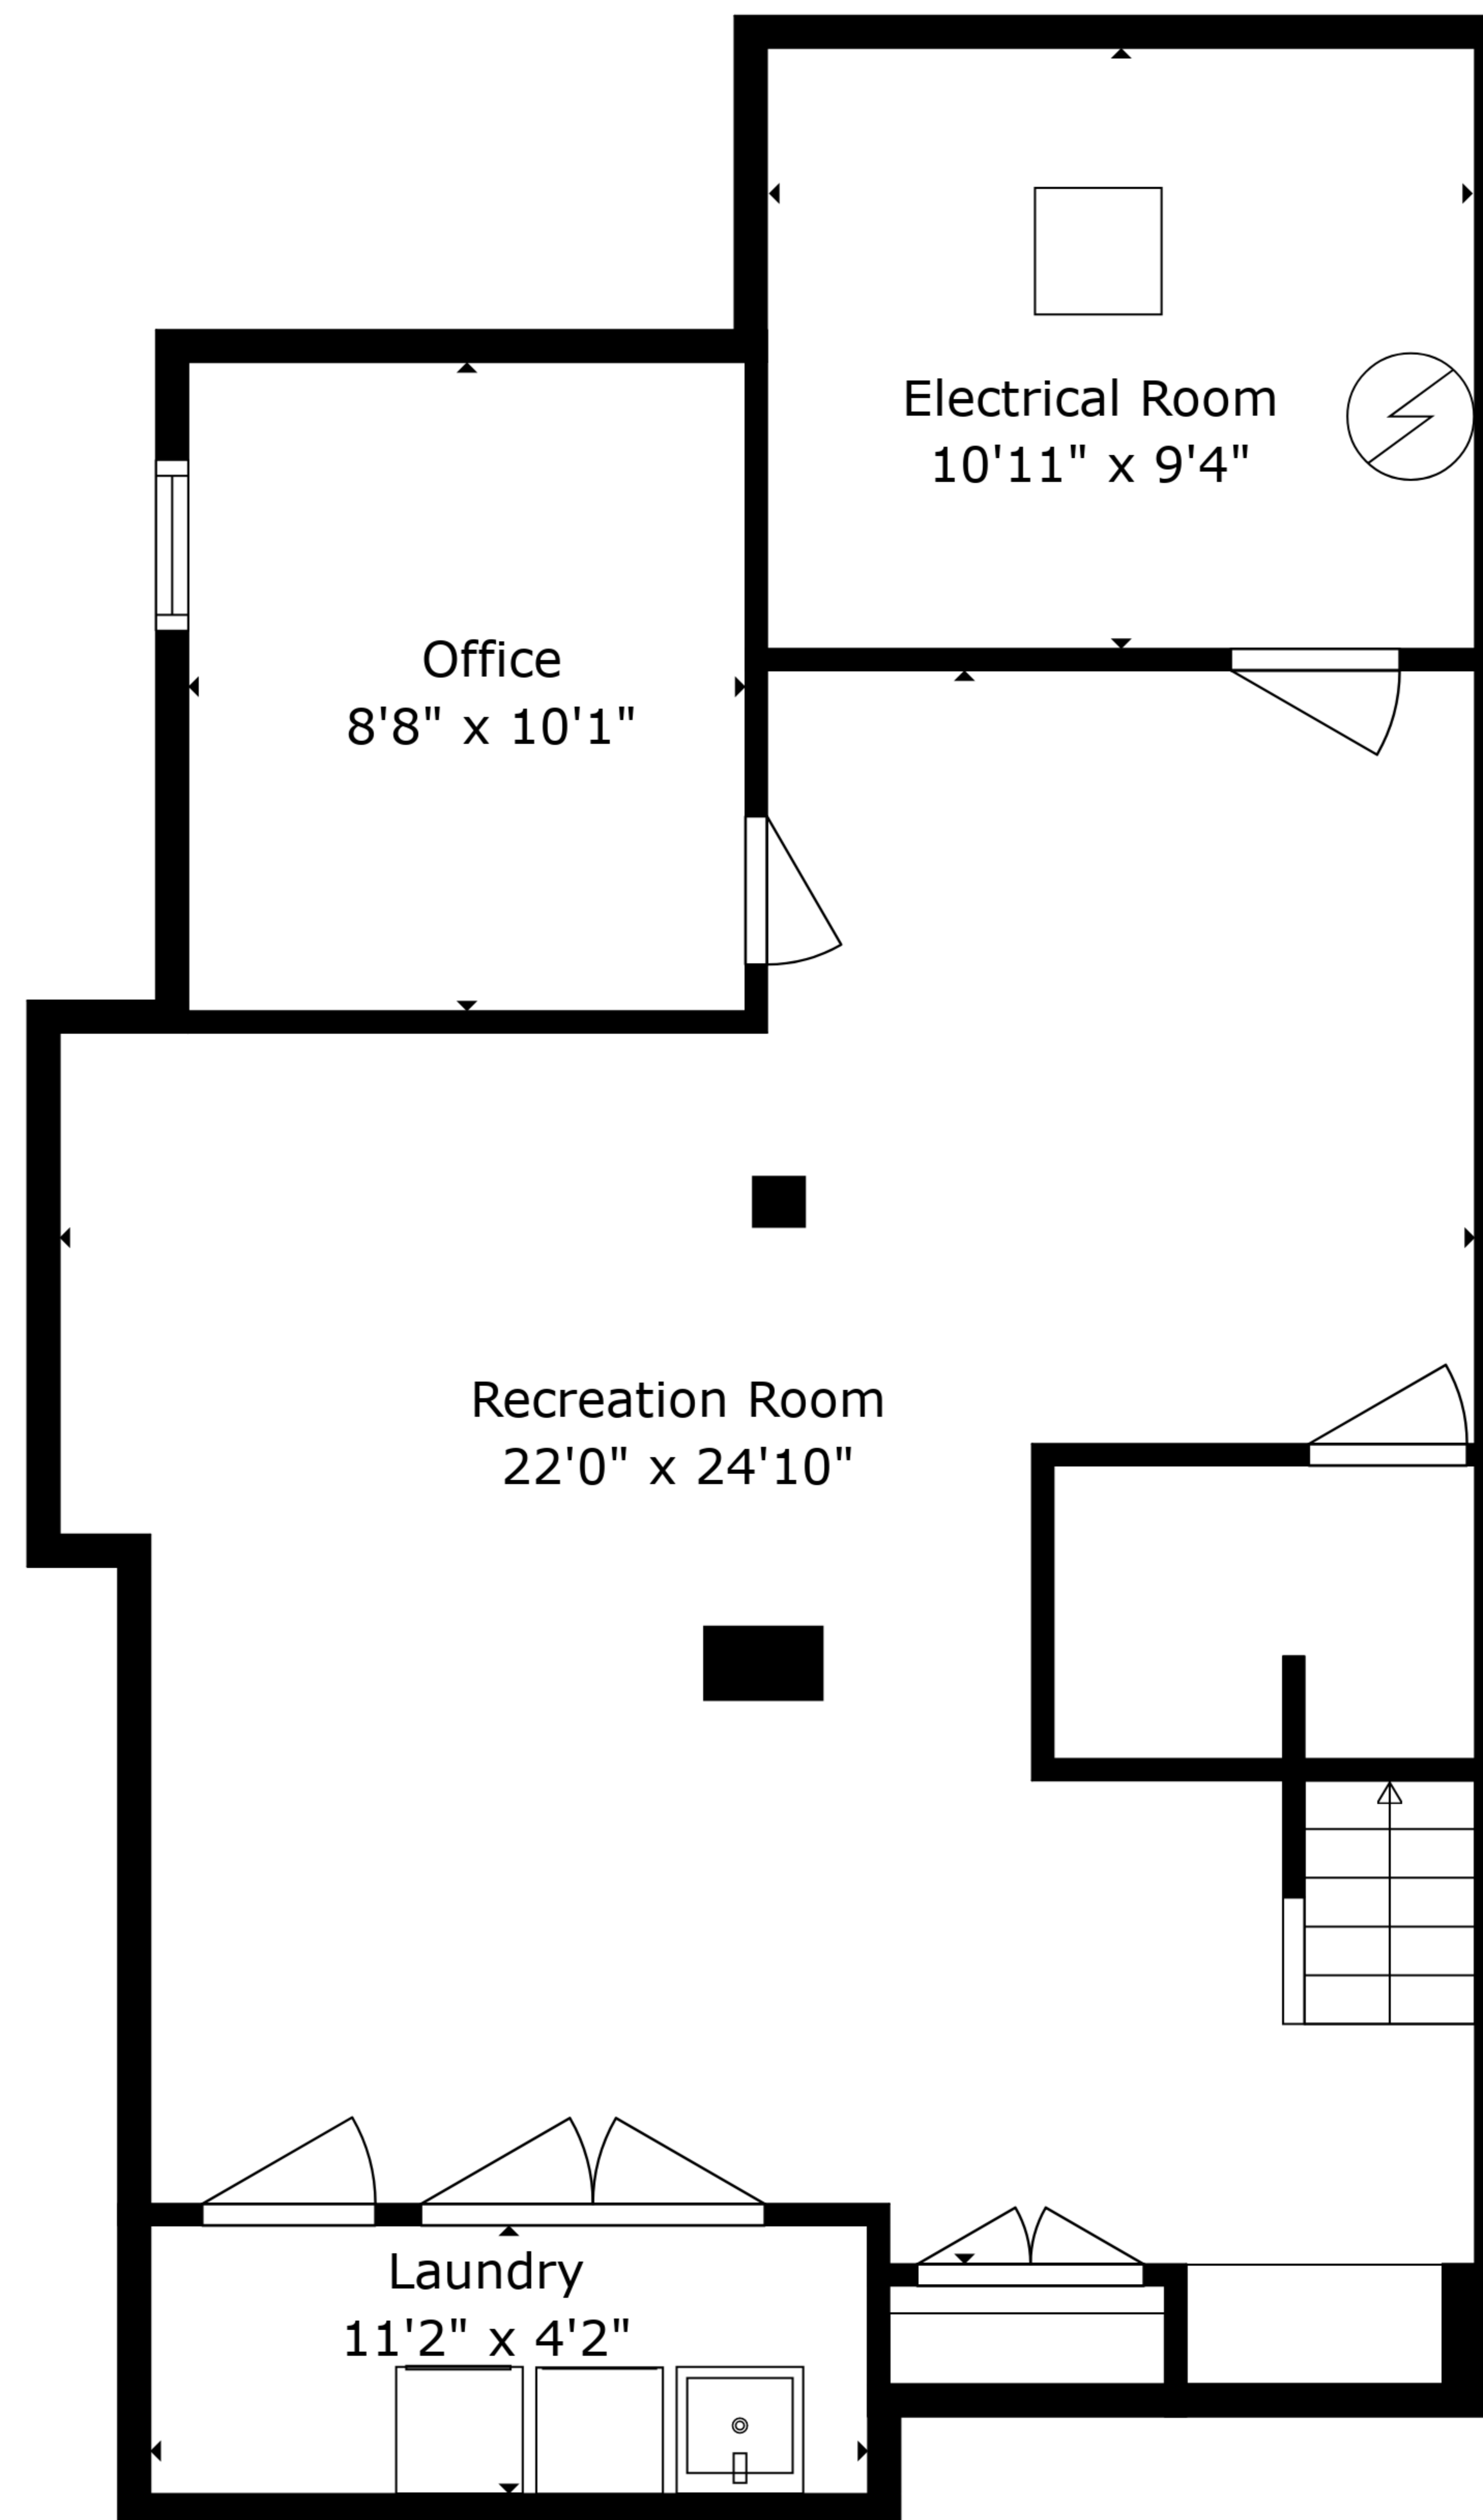 Electrical Room
10'11" x 9'4"
Office
8'8" x 10'1"
Recreation Room
22'0" x 24'10"
Laundry
11'2" x 4'2"